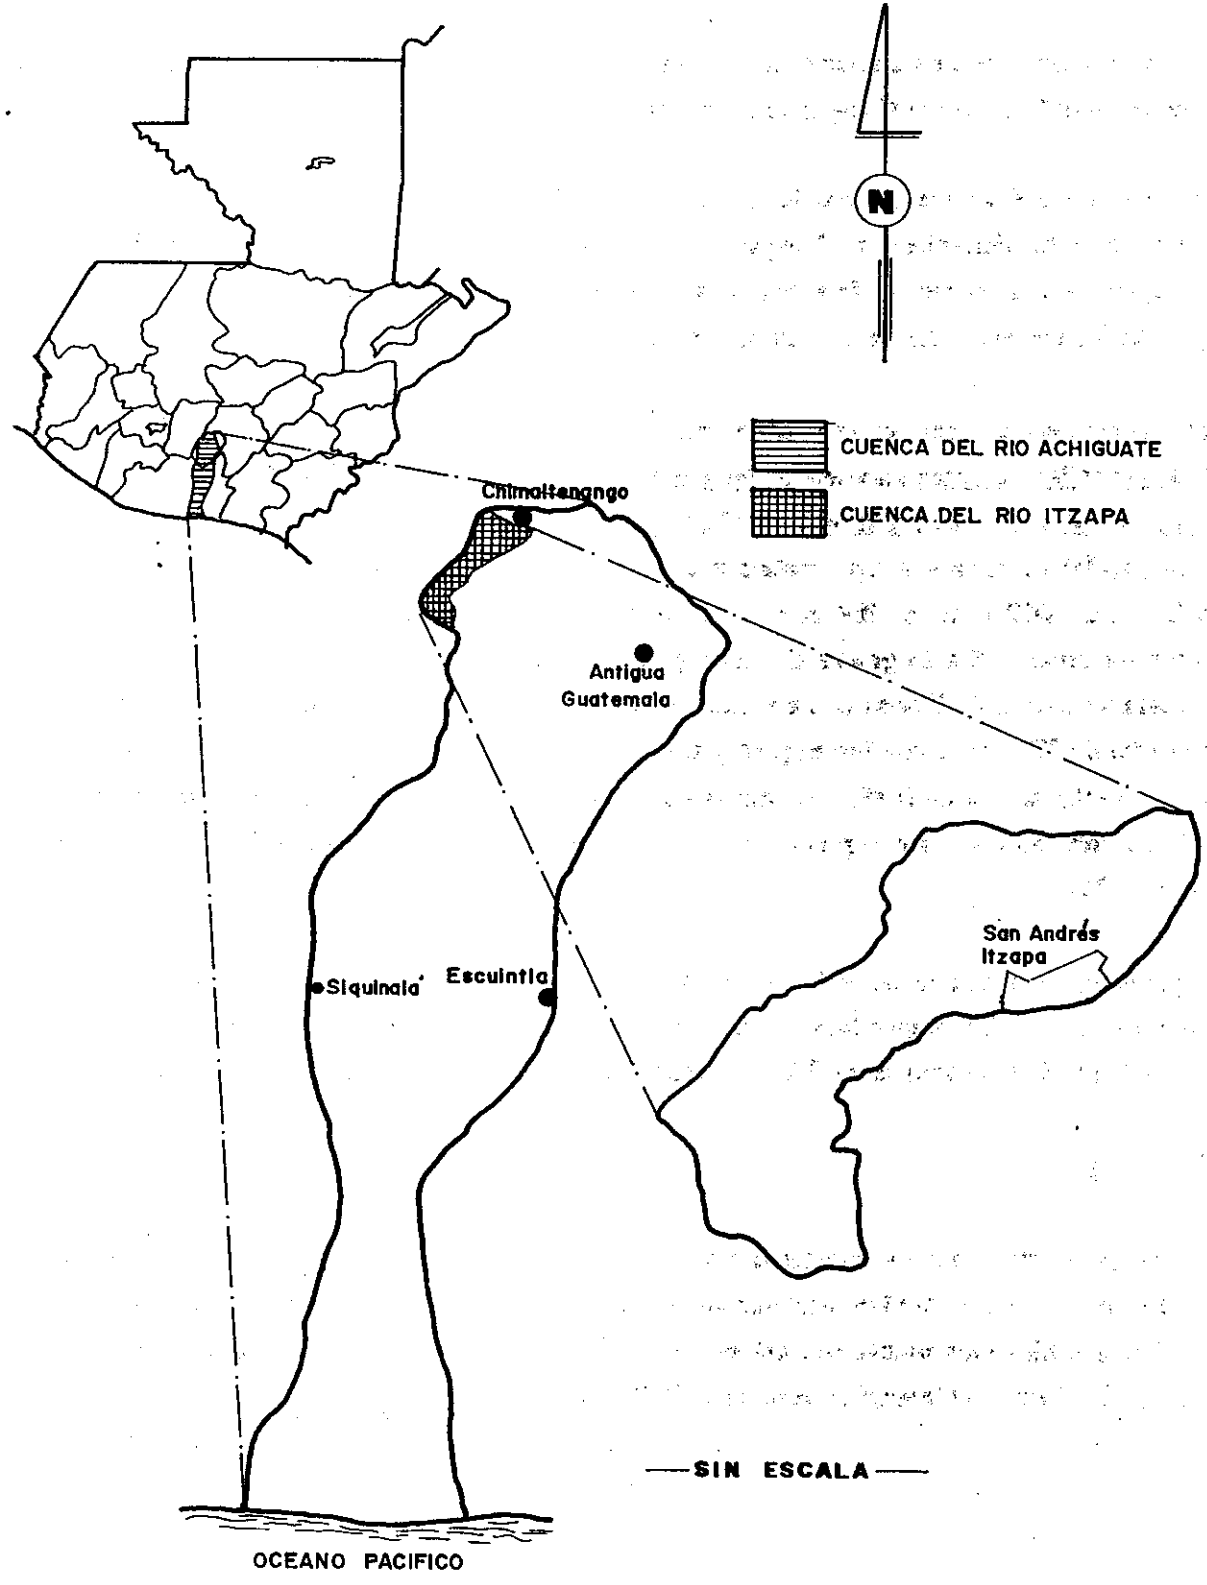 N
CUENCA DEL RIO ACHIGUATE
CUENCA DEL RIO ITZAPA
Chimaltenango
Antigua
Guatemala
San Andrés
Itzapa
Siquinalá
Escuintla
SIN ESCALA
OCEANO PACIFICO